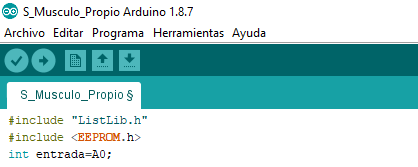 S_Musculo_Propio Arduino 1.8.7
Archivo Editar Programa Herramientas Ayuda
S_Musculo_Propio §
#include "ListLib.h"
#include <EEPROM.h>
int entrada=A0;